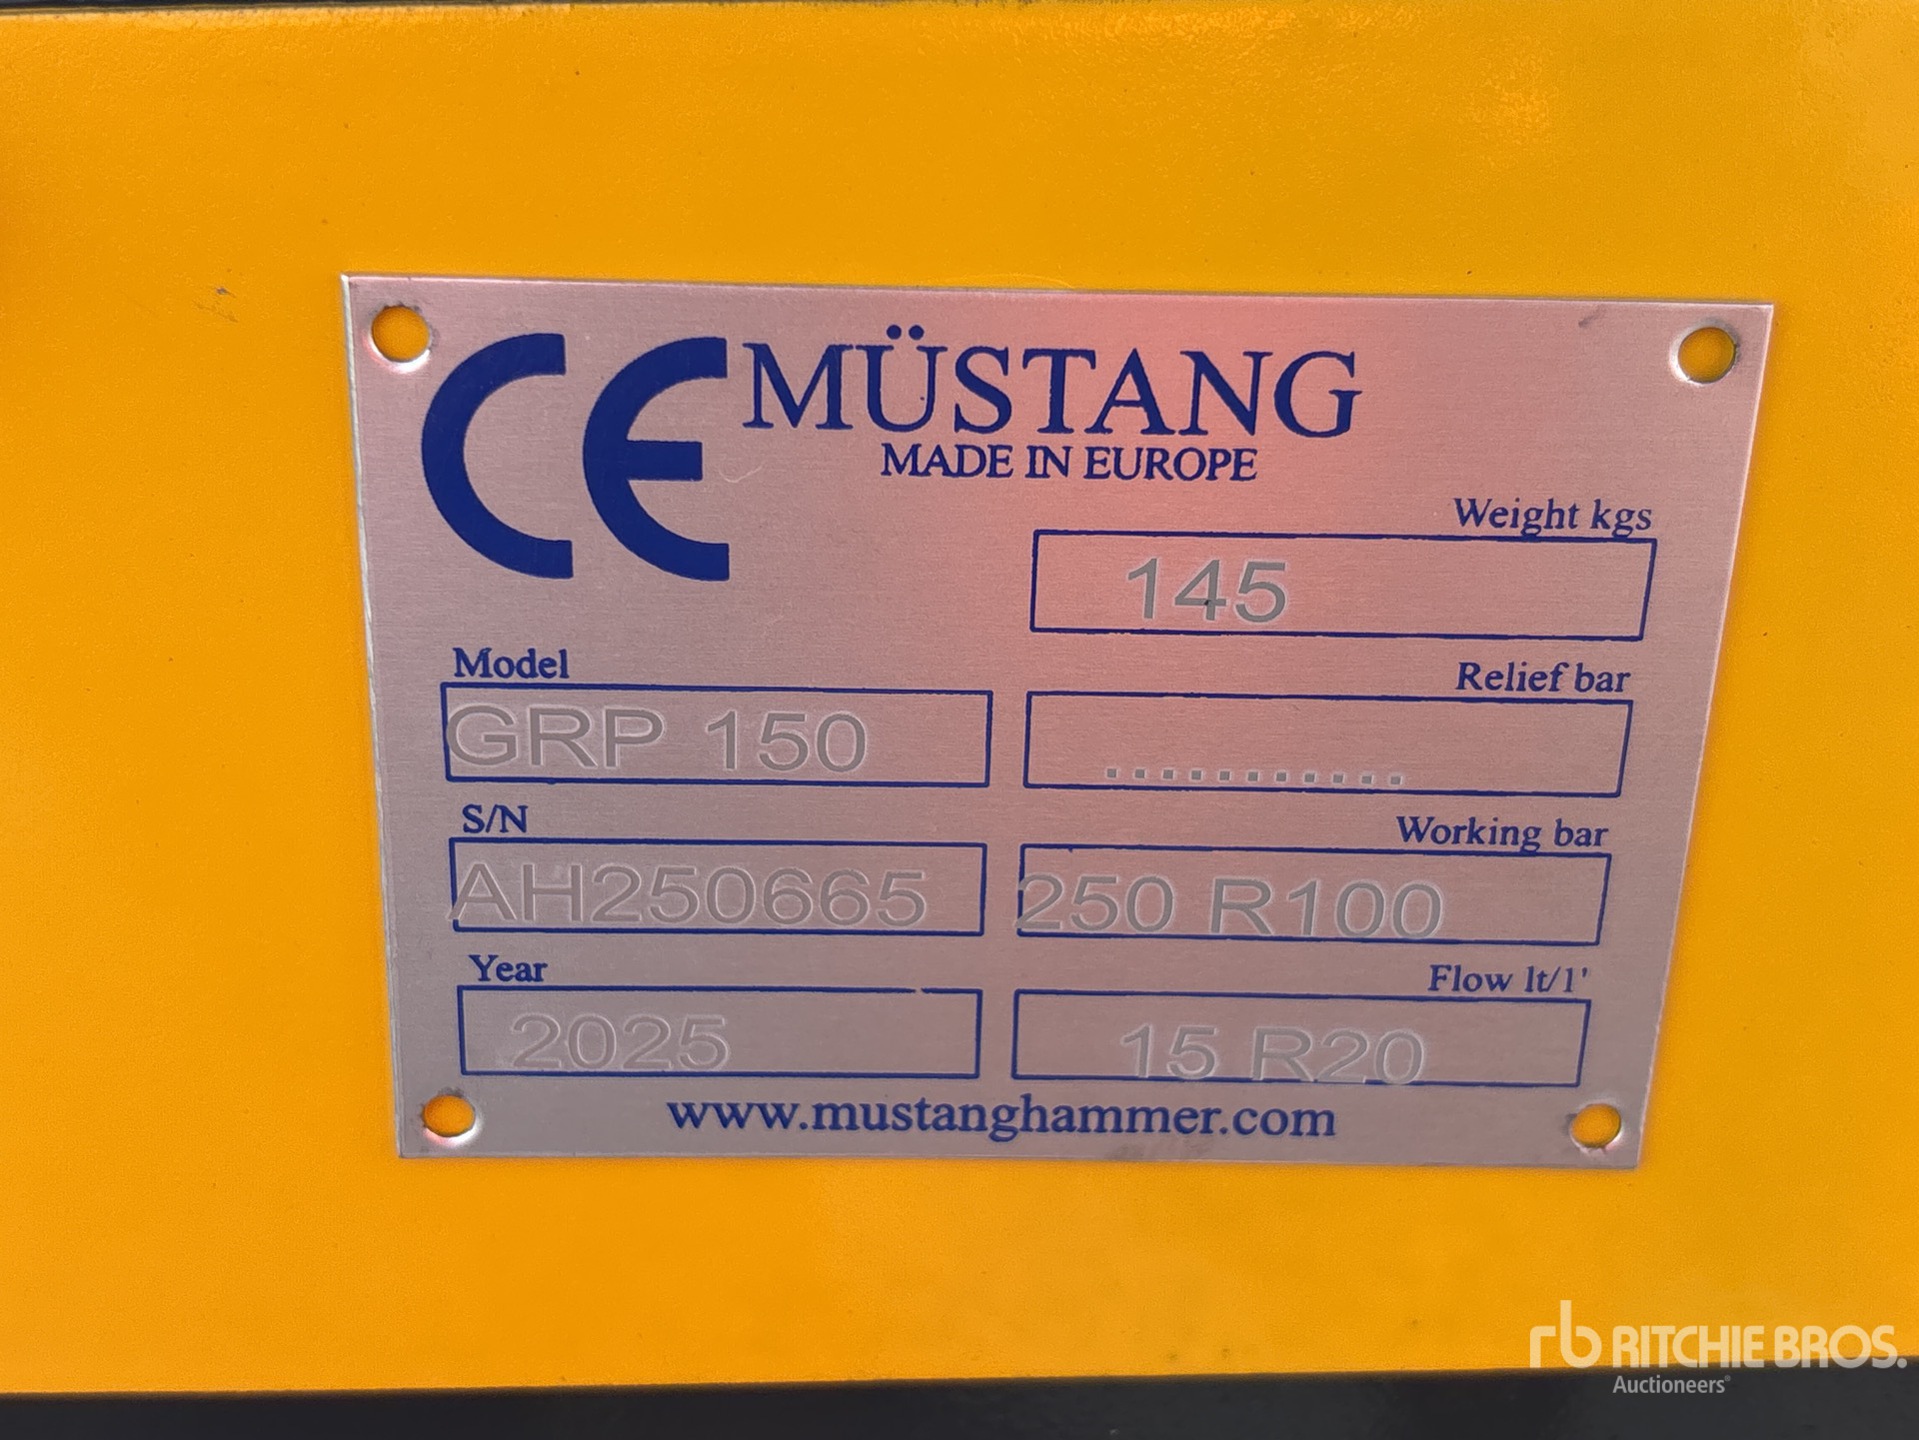 CE MÜSTANG
MADE IN EUROPE
Weight kgs
145
Model
GRP 150
Relief bar
...........
S/N
AH250665
Working bar
250 R100
Year
2025
Flow lt/1'
15 R20
www.mustanghammer.com
rb RITCHIE BROS.
Auctioneers®